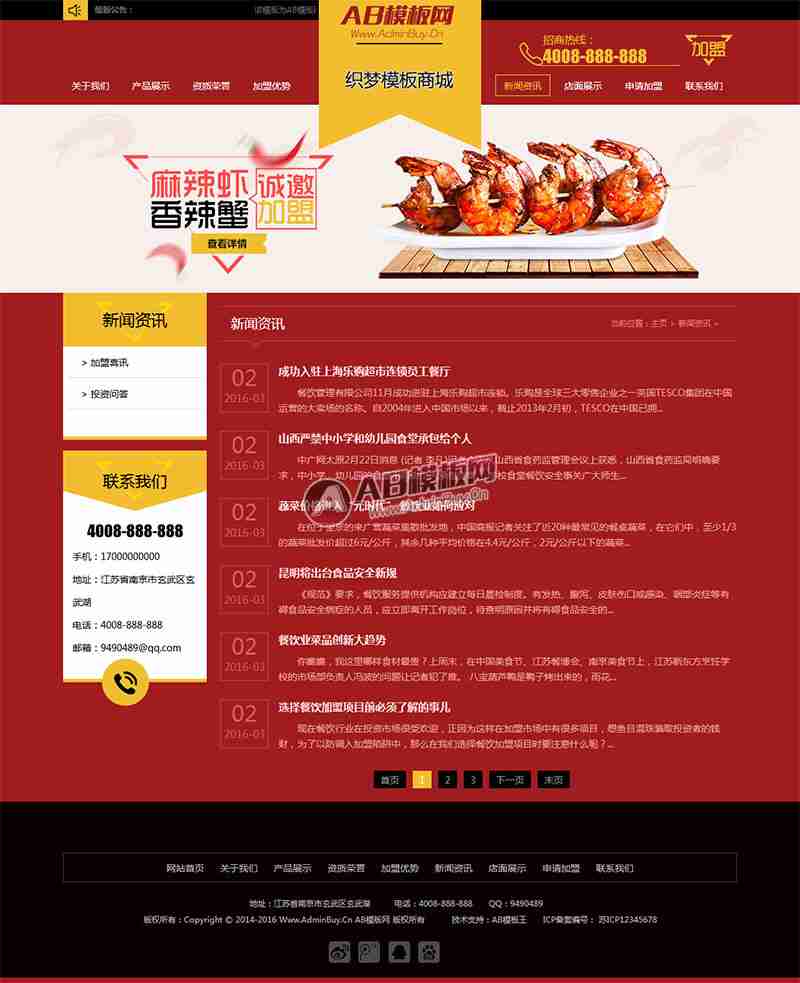 模板公告：
该模板为AB模板网
AB模板网
Www.AdminBuy.Cn
织梦模板商城
招商热线：
4008-888-888
加盟
关于我们 产品展示 资质荣誉 加盟优势
新闻资讯 店面展示 申请加盟 联系我们
麻辣虾 诚邀
香辣蟹 加盟
查看详情
新闻资讯
> 加盟资讯
> 投资问答
联系我们
4008-888-888
手机：17000000000
地址：江苏省南京市玄武区玄
武湖
电话：4008-888-888
邮箱：9490489@qq.com
新闻资讯
当前位置：主页 > 新闻资讯 >
02
2016-03
成功入驻上海乐购超市连锁员工餐厅
餐饮管理有限公司11月成功进驻上海乐购超市连锁。乐购是全球三大零售企业之一英国TESCO集团在中国
运营的大卖场的名称。自2004年进入中国市场以来，截止2013年2月初，TESCO在中国已拥...
02
2016-03
山西严禁中小学和幼儿园食堂承包给个人
中广网太原2月22日消息
山西省食药监管理会议上获悉，山西省食药监局明确要
求，中小学、幼儿园
校食堂餐饮安全事关广大师生...
AB模板网
02
2016-03
蔬菜价格进入
元时代
餐饮业如何应对
在位于北京的来广营蔬菜蛋散批发地，中国商报记者关注了近20种最常见的餐桌蔬菜，在它们中，至少1/3
的蔬菜批发价超过6元/公斤，其余几种平均价格在4.4元/公斤，2元/公斤以下的蔬菜...
02
2016-03
昆明将出台食品安全新规
《规范》要求，餐饮服务提供机构应建立每日晨检制度。有发热、腹泻、皮肤伤口或感染、咽部炎症等有
碍食品安全病症的人员，应立即离开工作岗位，待查明原因并将有碍食品安全的...
02
2016-03
餐饮业菜品创新大趋势
你瞧瞧，我这里哪样食材最贵？上周末，在中国美食节、江苏餐博会、南京美食节上，江苏新东方烹饪学
校的市场部负责人冯波的问题让记者犯了难。 八宝葫芦鸭是鸭子烤出来的，雨花...
02
2016-03
选择餐饮加盟项目前必须了解的事儿
现在餐饮行业在投资市场很受欢迎，正因为这样在加盟市场中有很多项目，想鱼目混珠骗取投资者的钱
财，为了以防调入加盟陷阱中，那么在我们选择餐饮加盟项目时要注意什么呢？...
首页 1 2 3 下一页 末页
网站首页 关于我们 产品展示 资质荣誉 加盟优势 新闻资讯 店面展示 申请加盟 联系我们
地址：江苏省南京市玄武区玄武湖 电话：4008-888-888 QQ：9490489
版权所有：Copyright © 2014-2016 Www.AdminBuy.Cn AB模板网 版权所有 技术支持：AB模板王 ICP备案编号： 苏ICP12345678